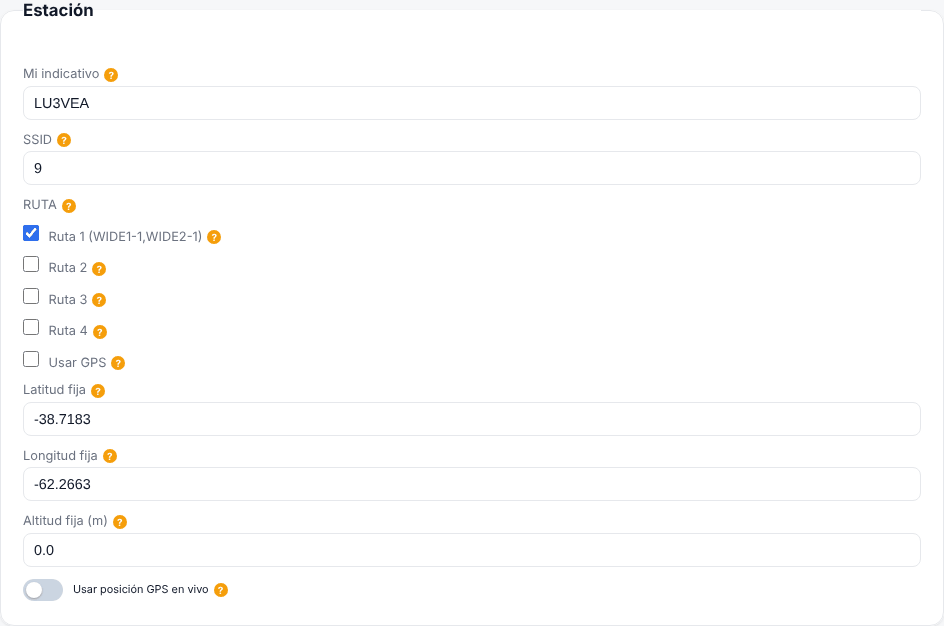 Estación
Mi indicativo ?
LU3VEA
SSID ?
9
RUTA ?
Ruta 1 (WIDE1-1,WIDE2-1) ?
Ruta 2 ?
Ruta 3 ?
Ruta 4 ?
Usar GPS ?
Latitud fija ?
-38.7183
Longitud fija ?
-62.2663
Altitud fija (m) ?
0.0
Usar posición GPS en vivo ?